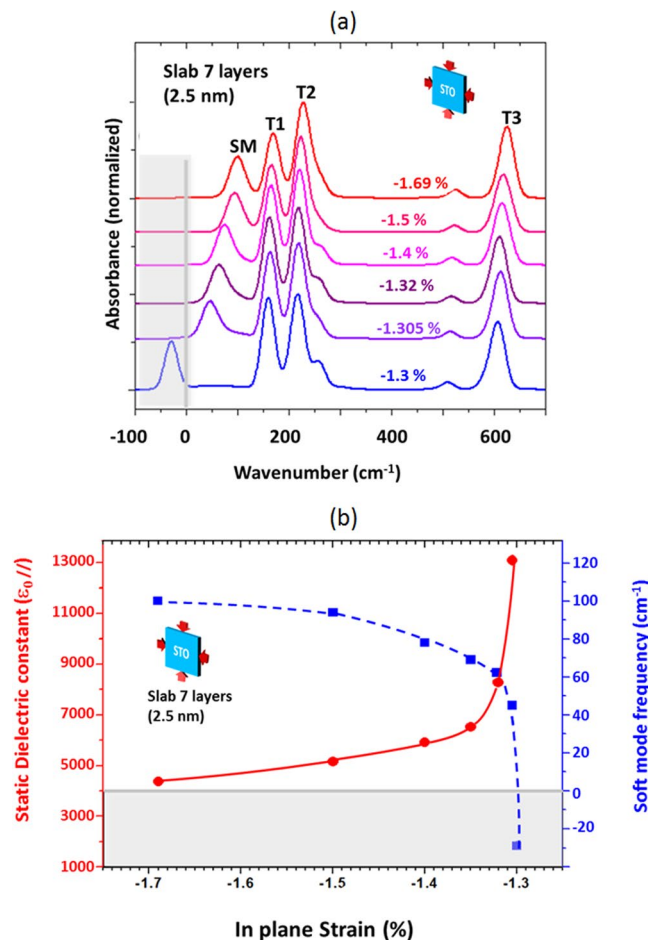 (a)
Slab 7 layers
(2.5 nm)
STO
SM
T1
T2
T3
-1.69 %
-1.5 %
-1.4 %
-1.32 %
-1.305 %
-1.3 %
Absorbance (normalized)
-100 0 200 400 600
Wavenumber (cm⁻¹)
(b)
Static Dielectric constant (ε₀ //)
13000
11000
9000
7000
5000
3000
1000
STO
Slab 7 layers
(2.5 nm)
120
100
80
60
40
20
0
-20
Soft mode frequency (cm⁻¹)
-1.7 -1.6 -1.5 -1.4 -1.3
In plane Strain (%)